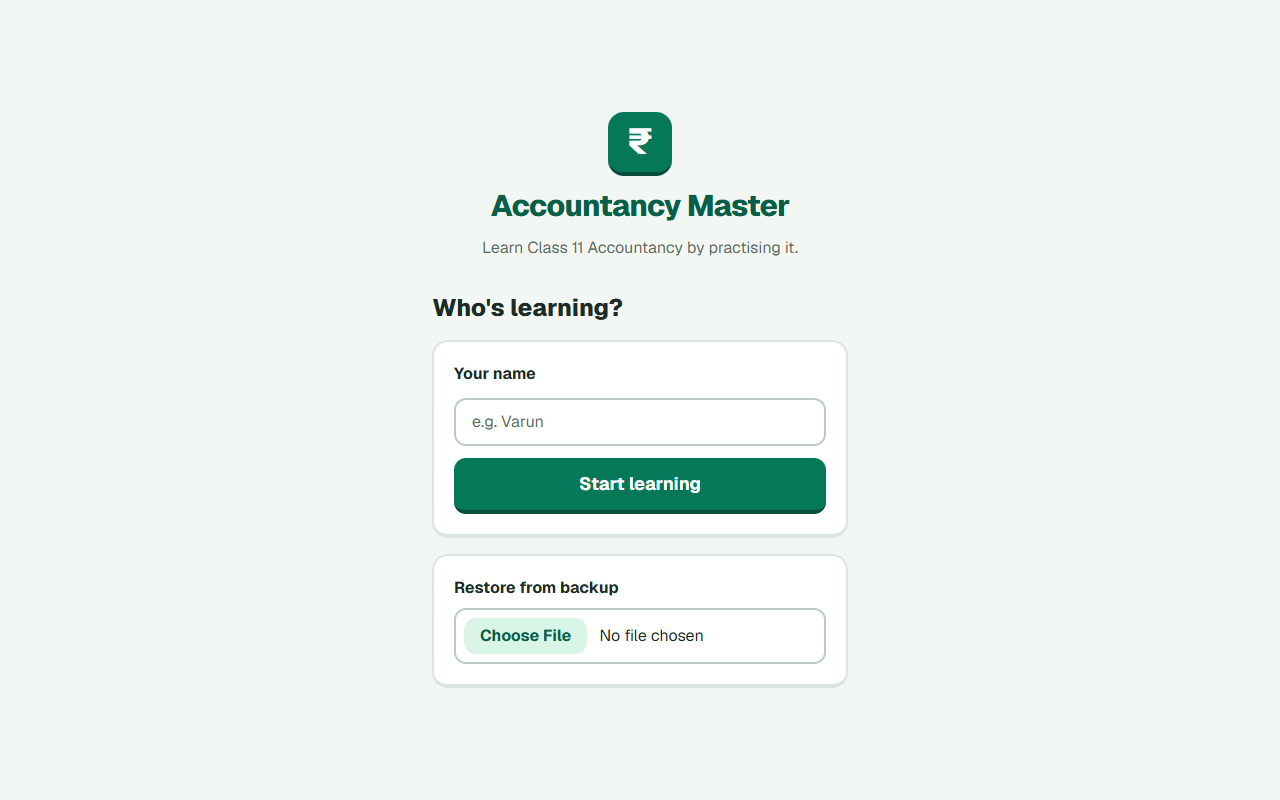 ₹
Accountancy Master
Learn Class 11 Accountancy by practising it.
Who's learning?
Your name
e.g. Varun
Start learning
Restore from backup
Choose File No file chosen